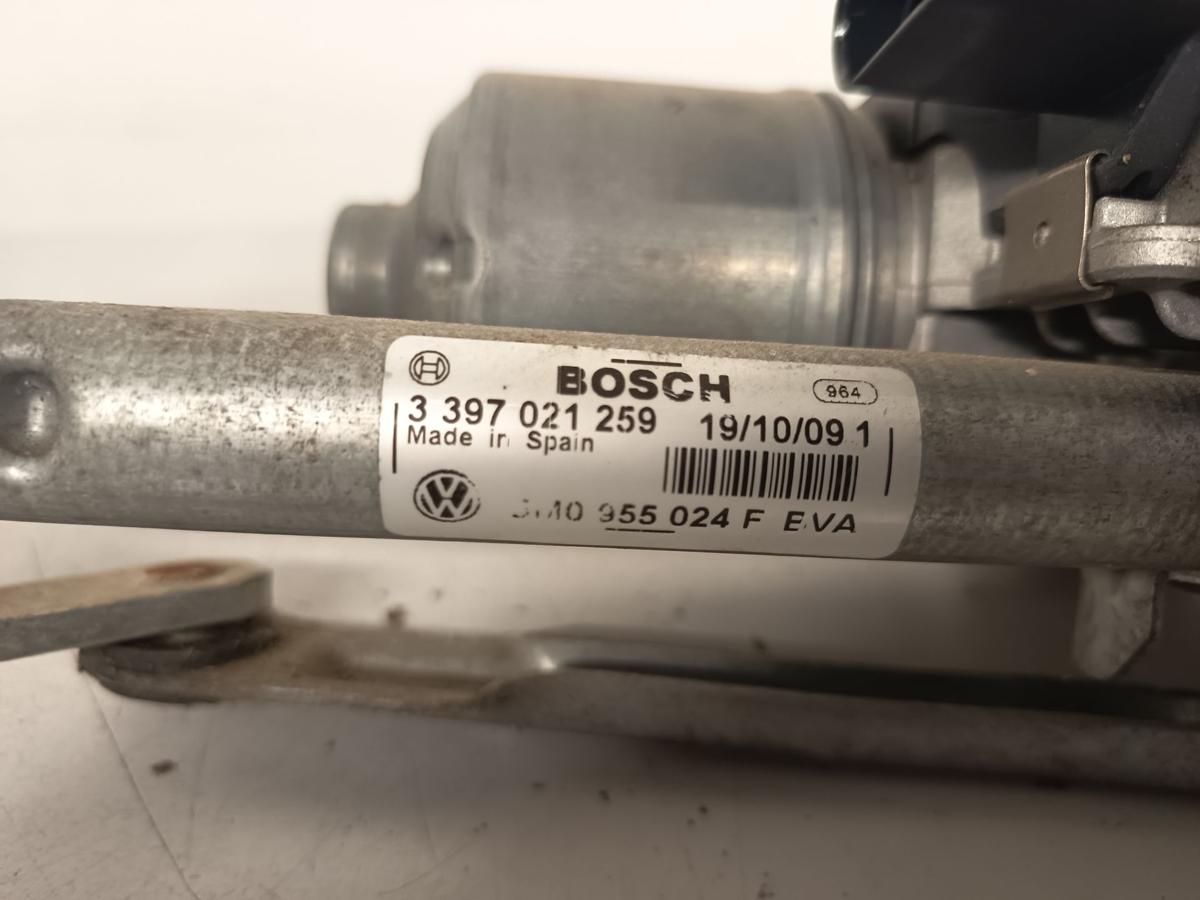 BOSCH
964
3 397 021 259 19/10/09 1
Made in Spain
955 024 F EVA